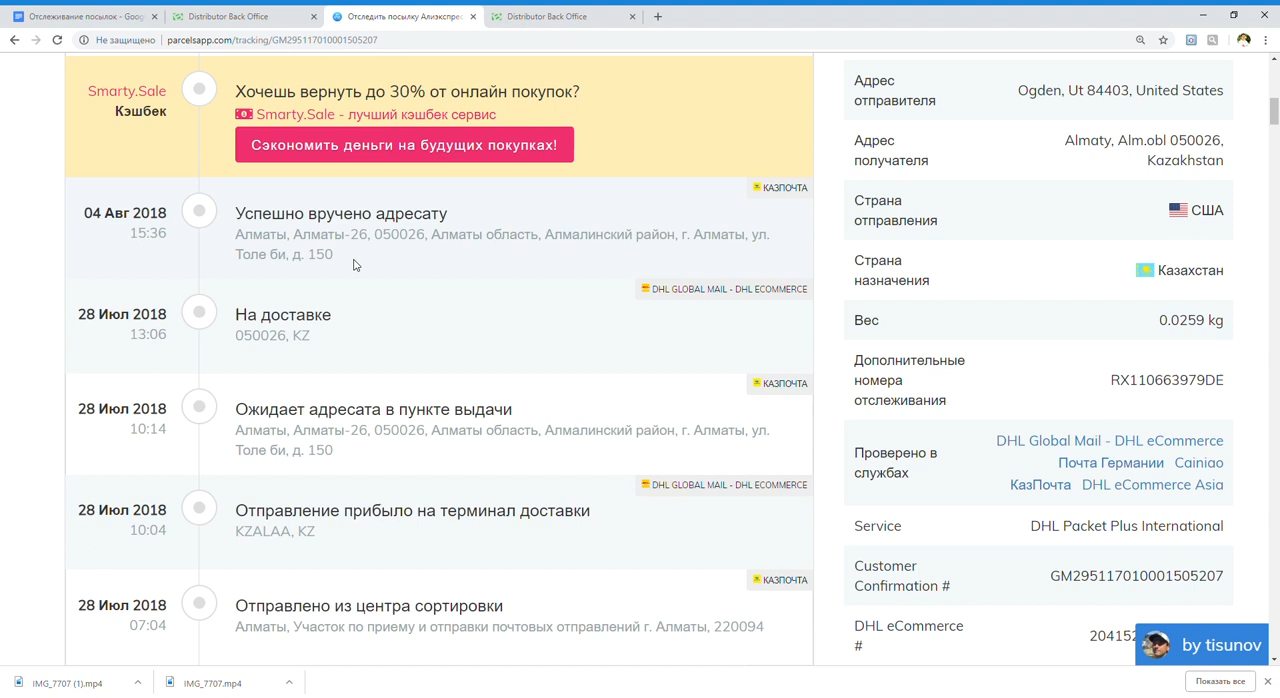 Отслеживание посылок - Goog
Distributor Back Office
Отследить посылку Алиэкспрес
Distributor Back Office
Не защищено
parcelsapp.com/tracking/GM295117010001505207
Smarty.Sale
Кэшбек
Хочешь вернуть до 30% от онлайн покупок?
Smarty.Sale - лучший кэшбек сервис
Сэкономить деньги на будущих покупках!
КАЗПОЧТА
04 Авг 2018
15:36
Успешно вручено адресату
Алматы, Алматы-26, 050026, Алматы область, Алмалинский район, г. Алматы, ул.
Толе би, д. 150
DHL GLOBAL MAIL - DHL ECOMMERCE
28 Июл 2018
13:06
На доставке
050026, KZ
КАЗПОЧТА
28 Июл 2018
10:14
Ожидает адресата в пункте выдачи
Алматы, Алматы-26, 050026, Алматы область, Алмалинский район, г. Алматы, ул.
Толе би, д. 150
DHL GLOBAL MAIL - DHL ECOMMERCE
28 Июл 2018
10:04
Отправление прибыло на терминал доставки
KZALAA, KZ
КАЗПОЧТА
28 Июл 2018
07:04
Отправлено из центра сортировки
Алматы, Участок по приему и отправки почтовых отправлений г. Алматы, 220094
Адрес
отправителя
Ogden, Ut 84403, United States
Адрес
получателя
Almaty, Alm.obl 050026,
Kazakhstan
Страна
отправления
США
Страна
назначения
Казахстан
Вес
0.0259 kg
Дополнительные
номера
отслеживания
RX110663979DE
Проверено в
службах
DHL Global Mail - DHL eCommerce
Почта Германии Cainiao
КазПочта DHL eCommerce Asia
Service
DHL Packet Plus International
Customer
Confirmation #
GM295117010001505207
DHL eCommerce
#
204152
by tisunov
IMG_7707 (1).mp4
IMG_7707.mp4
Показать все